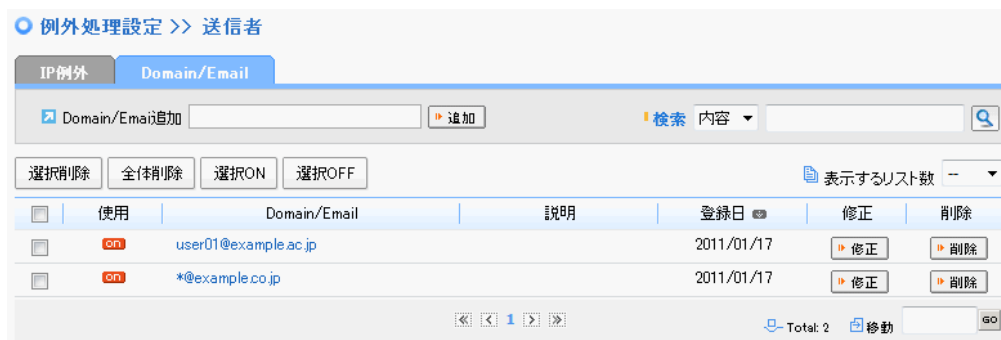 例外処理設定 >> 送信者
IP例外 Domain/Email
Domain/Emai追加 追加 検索 内容
選択削除 全体削除 選択ON 選択OFF 表示するリスト数 --
使用 Domain/Email 説明 登録日 修正 削除
on user01@example.ac.jp 2011/01/17 修正 削除
on *@example.co.jp 2011/01/17 修正 削除
1 Total: 2 移動 GO